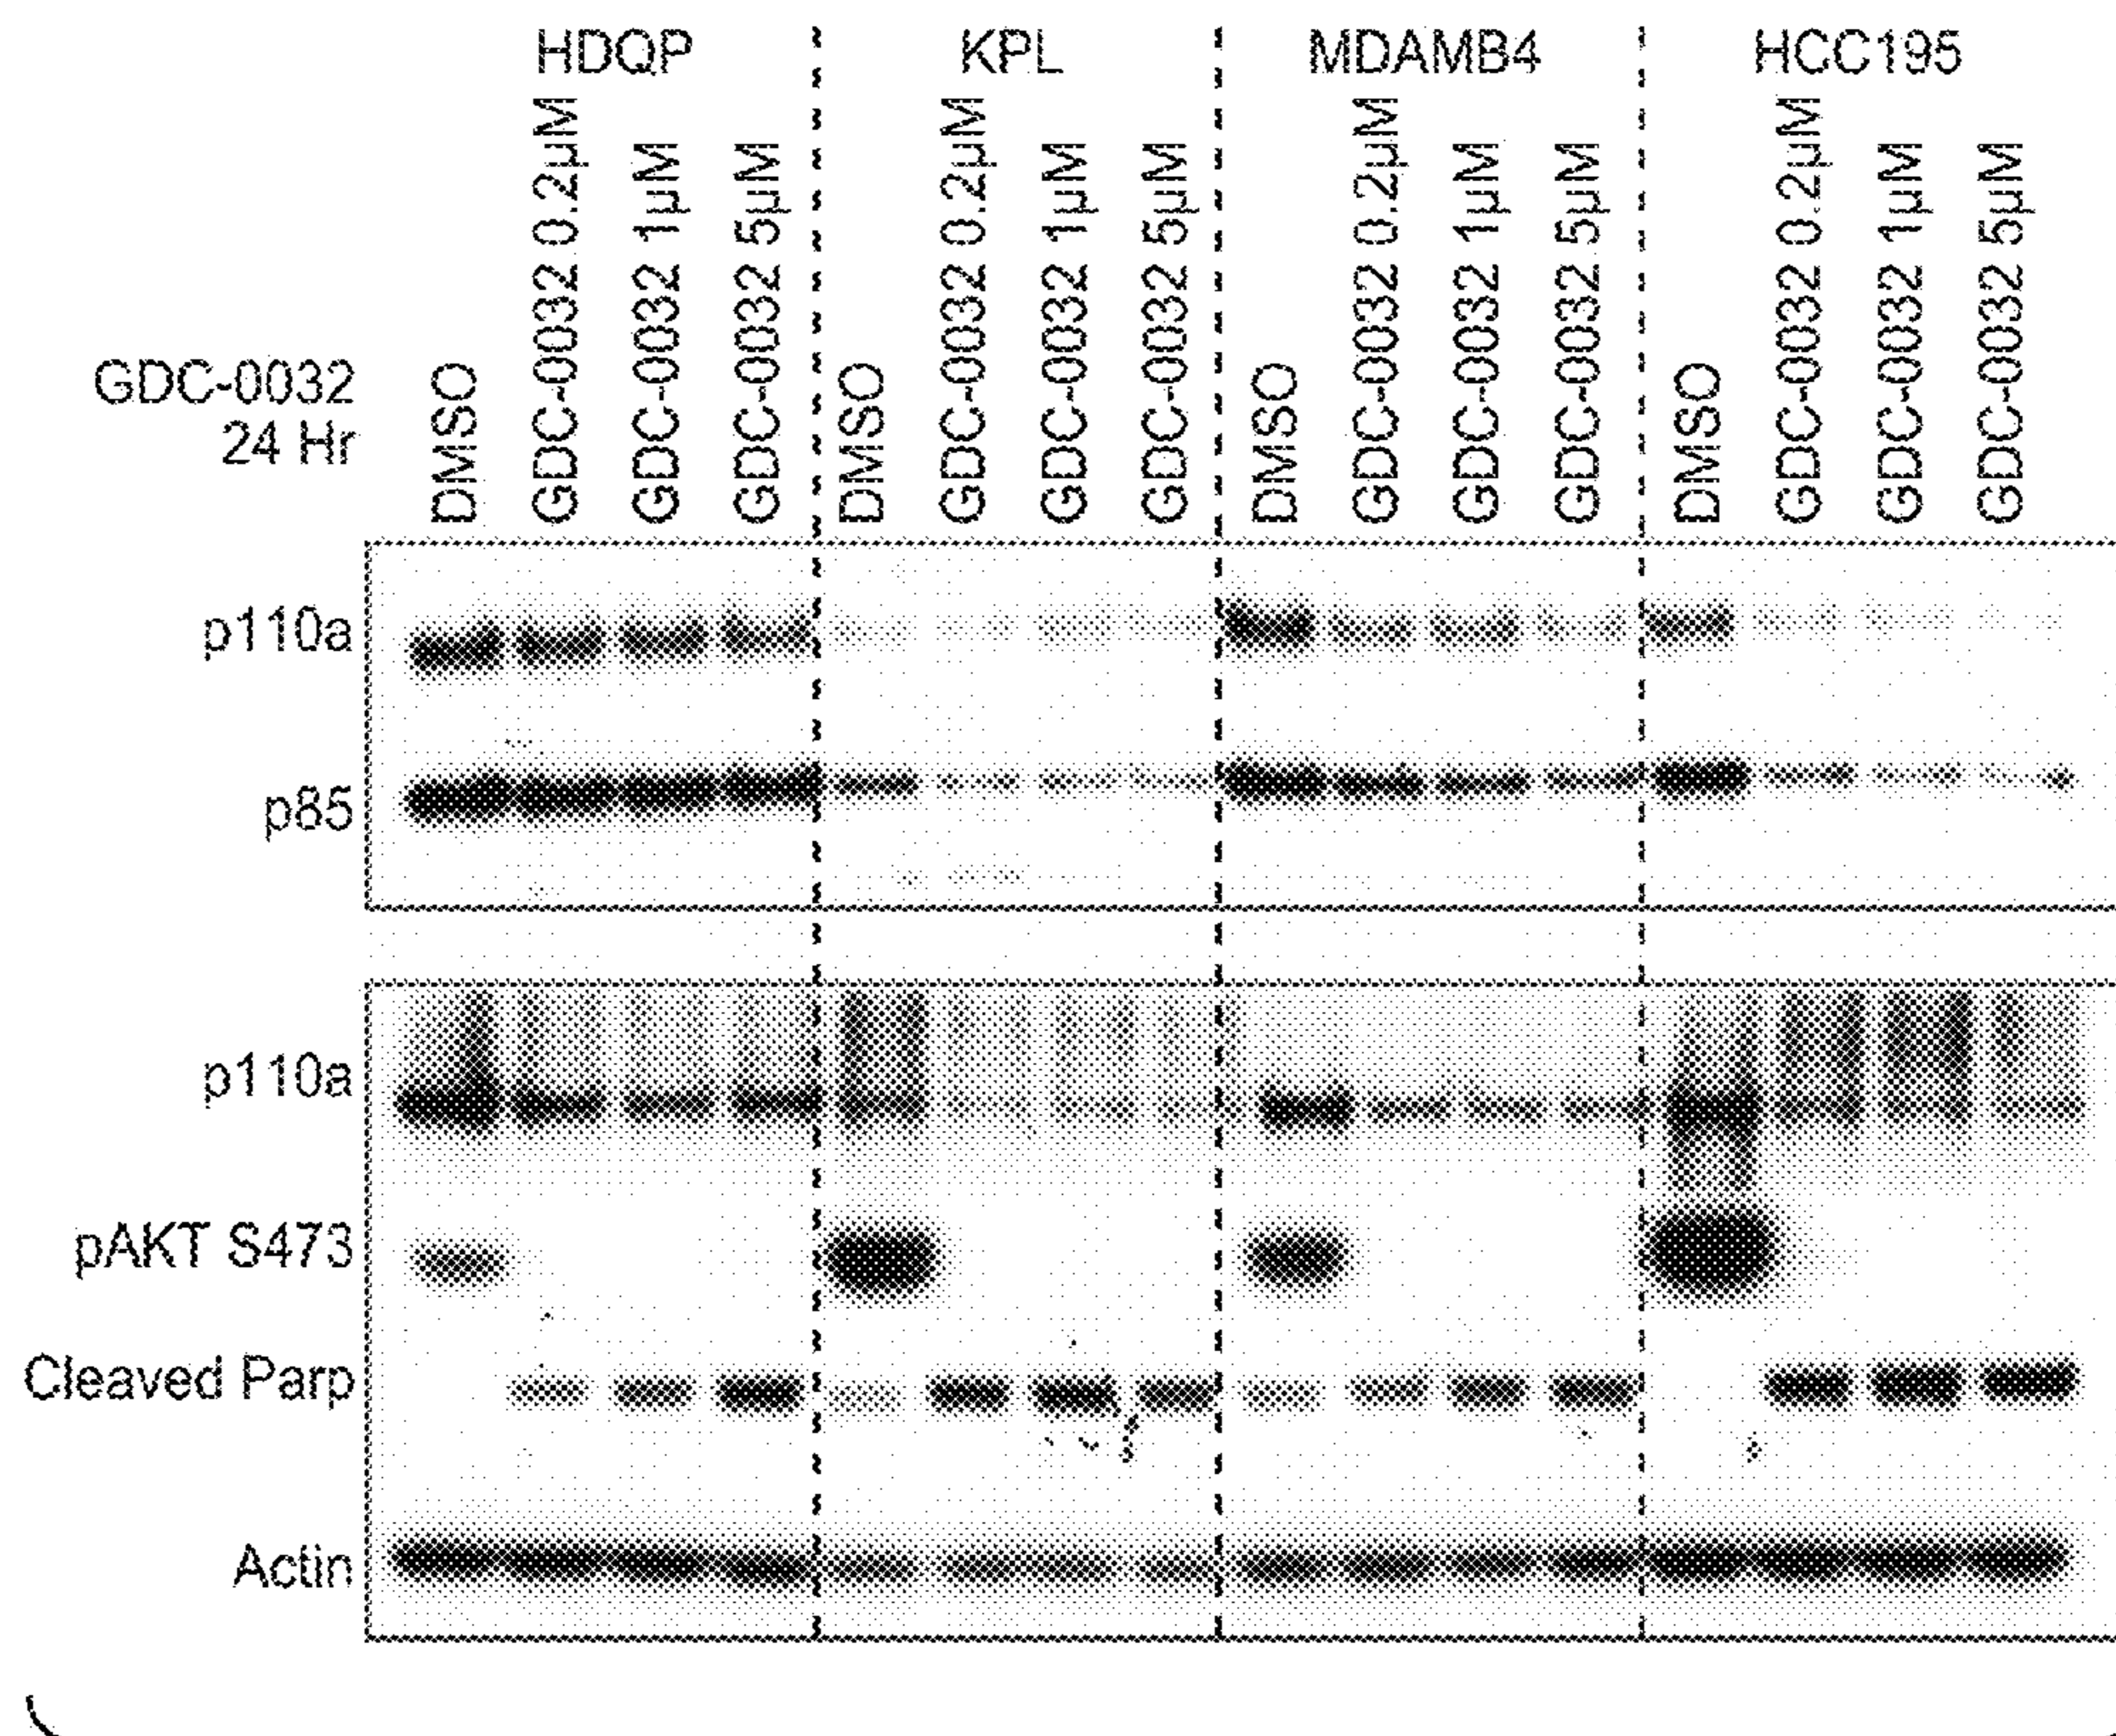 HDQP KPL MDAMB4 HCC195
GDC-0032
24 Hr
DMSO
GDC-0032 0.2µM
GDC-0032 1µM
GDC-0032 5µM
DMSO
GDC-0032 0.2µM
GDC-0032 1µM
GDC-0032 5µM
DMSO
GDC-0032 0.2µM
GDC-0032 1µM
GDC-0032 5µM
DMSO
GDC-0032 0.2µM
GDC-0032 1µM
GDC-0032 5µM
p110a
p85
p110a
pAKT S473
Cleaved Parp
Actin